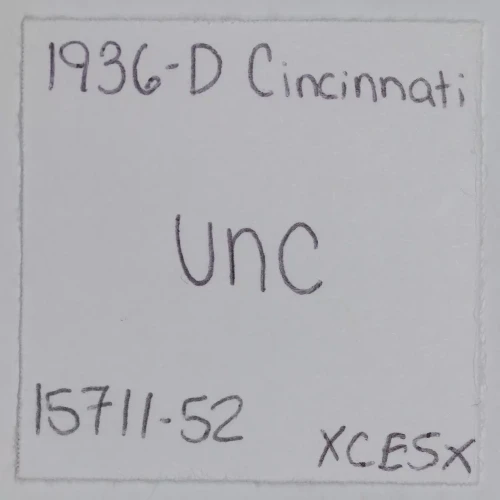 1936-D Cincinnati
UNC
15711-52
XCESX